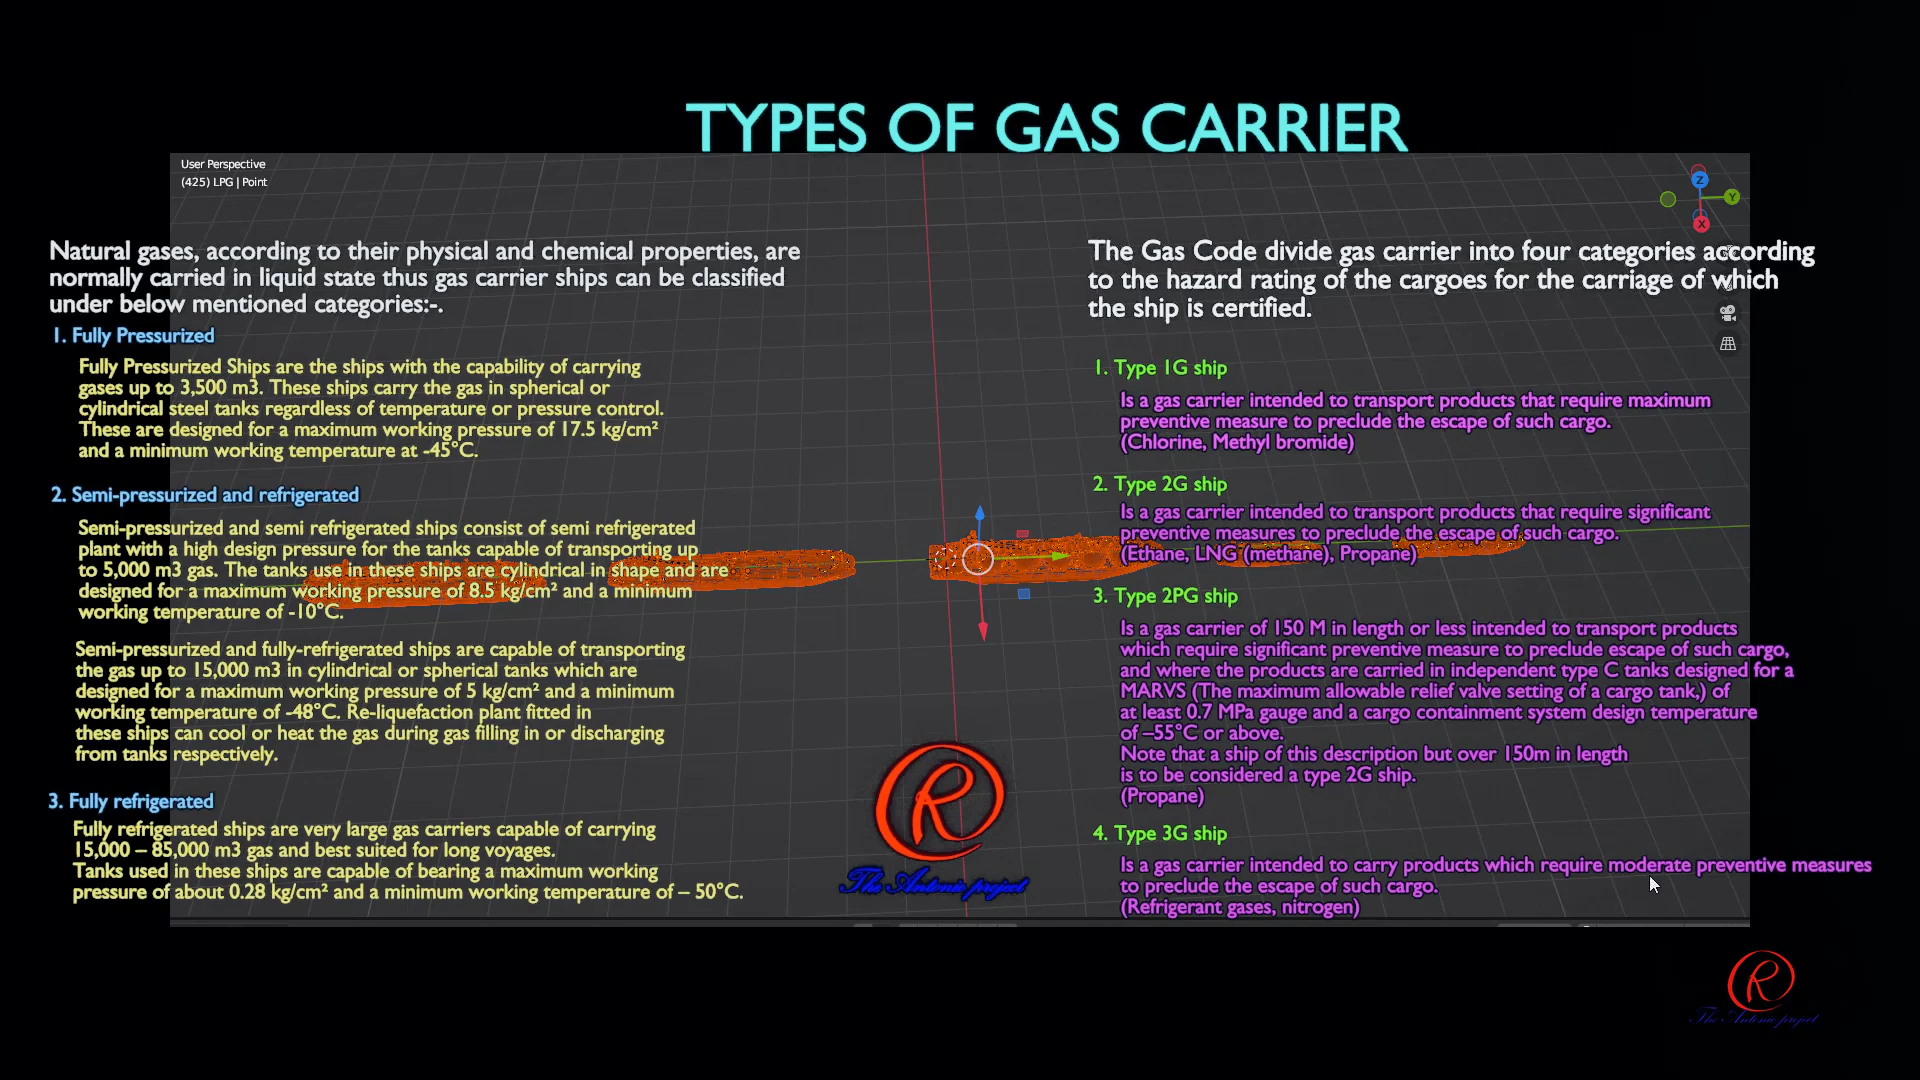 TYPES OF GAS CARRIER
User Perspective
(425) LPG | Point
Z
Y
X
Natural gases, according to their physical and chemical properties, are
normally carried in liquid state thus gas carrier ships can be classified
under below mentioned categories:-.
1. Fully Pressurized
Fully Pressurized Ships are the ships with the capability of carrying
gases up to 3,500 m3. These ships carry the gas in spherical or
cylindrical steel tanks regardless of temperature or pressure control.
These are designed for a maximum working pressure of 17.5 kg/cm²
and a minimum working temperature at -45°C.
2. Semi-pressurized and refrigerated
Semi-pressurized and semi refrigerated ships consist of semi refrigerated
plant with a high design pressure for the tanks capable of transporting up
to 5,000 m3 gas. The tanks use in these ships are cylindrical in shape and are
designed for a maximum working pressure of 8.5 kg/cm² and a minimum
working temperature of -10°C.
Semi-pressurized and fully-refrigerated ships are capable of transporting
the gas up to 15,000 m3 in cylindrical or spherical tanks which are
designed for a maximum working pressure of 5 kg/cm² and a minimum
working temperature of -48°C. Re-liquefaction plant fitted in
these ships can cool or heat the gas during gas filling in or discharging
from tanks respectively.
3. Fully refrigerated
Fully refrigerated ships are very large gas carriers capable of carrying
15,000 – 85,000 m3 gas and best suited for long voyages.
Tanks used in these ships are capable of bearing a maximum working
pressure of about 0.28 kg/cm² and a minimum working temperature of – 50°C.
The Gas Code divide gas carrier into four categories according
to the hazard rating of the cargoes for the carriage of which
the ship is certified.
1. Type 1G ship
Is a gas carrier intended to transport products that require maximum
preventive measure to preclude the escape of such cargo.
(Chlorine, Methyl bromide)
2. Type 2G ship
Is a gas carrier intended to transport products that require significant
preventive measures to preclude the escape of such cargo.
(Ethane, LNG (methane), Propane)
3. Type 2PG ship
Is a gas carrier of 150 M in length or less intended to transport products
which require significant preventive measure to preclude escape of such cargo,
and where the products are carried in independent type C tanks designed for a
MARVS (The maximum allowable relief valve setting of a cargo tank,) of
at least 0.7 MPa gauge and a cargo containment system design temperature
of –55°C or above.
Note that a ship of this description but over 150m in length
is to be considered a type 2G ship.
(Propane)
4. Type 3G ship
Is a gas carrier intended to carry products which require moderate preventive measures
to preclude the escape of such cargo.
(Refrigerant gases, nitrogen)
R
The Antonio project
R
The Antonio project